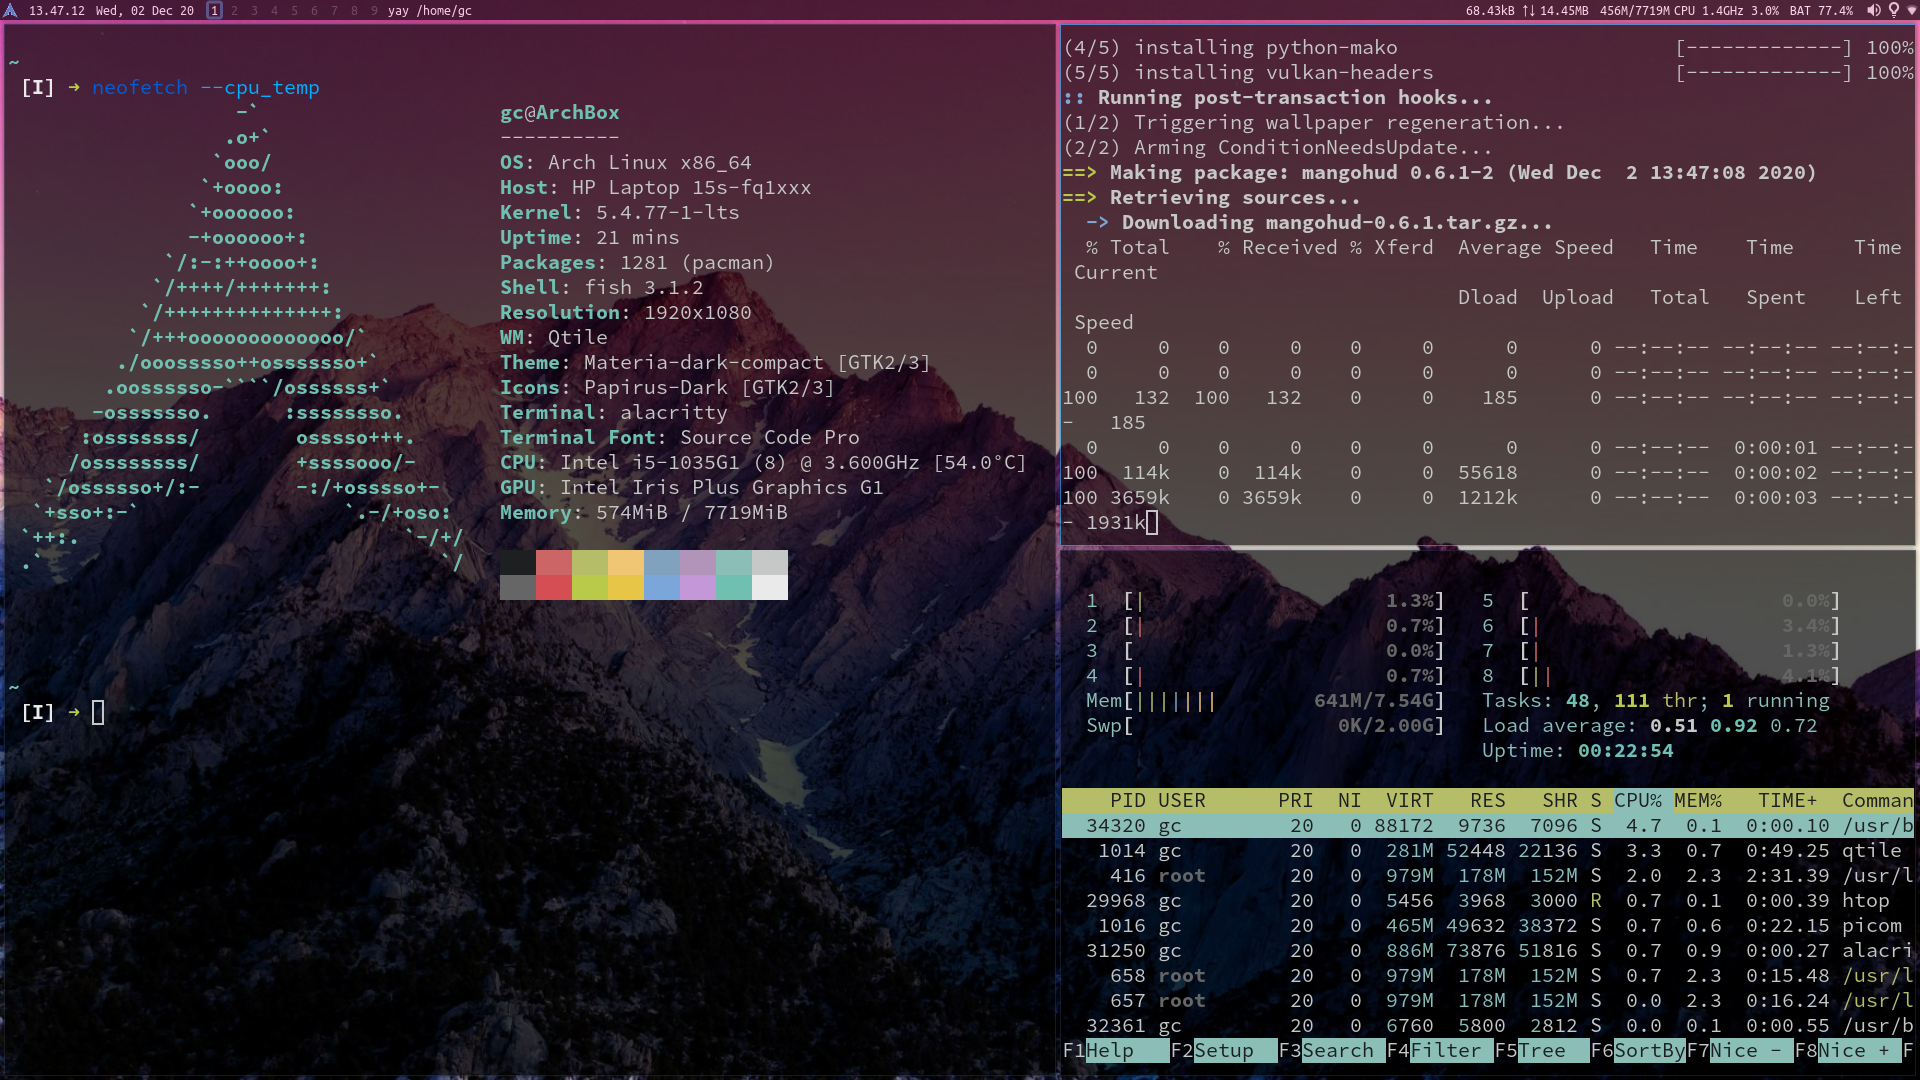 13.47.12 Wed, 02 Dec 20 1 2 3 4 5 6 7 8 9 yay /home/gc 68.43kB ↑↓ 14.45MB 456M/7719M CPU 1.4GHz 3.0% BAT 77.4%
~
[I] → neofetch --cpu_temp
gc@ArchBox
----------
OS: Arch Linux x86_64
Host: HP Laptop 15s-fq1xxx
Kernel: 5.4.77-1-lts
Uptime: 21 mins
Packages: 1281 (pacman)
Shell: fish 3.1.2
Resolution: 1920x1080
WM: Qtile
Theme: Materia-dark-compact [GTK2/3]
Icons: Papirus-Dark [GTK2/3]
Terminal: alacritty
Terminal Font: Source Code Pro
CPU: Intel i5-1035G1 (8) @ 3.600GHz [54.0°C]
GPU: Intel Iris Plus Graphics G1
Memory: 574MiB / 7719MiB
-`
.o+`
`ooo/
`+oooo:
`+oooooo:
-+oooooo+:
`/:-:++oooo+:
`/++++/+++++++:
`/++++++++++++++:
`/+++ooooooooooooo/`
./ooosssso++osssssso+`
.oossssso-````/ossssss+`
-osssssso. :ssssssso.
:osssssss/ osssso+++.
/ossssssss/ +ssssooo/-
`/ossssso+/:- -:/+osssso+-
`+sso+:-` `.-/+oso:
`++:. `-/+/
.` `/
~
[I] →
(4/5) installing python-mako [-------------] 100%
(5/5) installing vulkan-headers [-------------] 100%
:: Running post-transaction hooks...
(1/2) Triggering wallpaper regeneration...
(2/2) Arming ConditionNeedsUpdate...
==> Making package: mangohud 0.6.1-2 (Wed Dec  2 13:47:08 2020)
==> Retrieving sources...
-> Downloading mangohud-0.6.1.tar.gz...
% Total % Received % Xferd Average Speed Time Time Time
Current
Dload Upload Total Spent Left
Speed
0 0 0 0 0 0 0 0 --:--:-- --:--:-- --:--:-
0 0 0 0 0 0 0 0 --:--:-- --:--:-- --:--:-
100 132 100 132 0 0 185 0 --:--:-- --:--:-- --:--:-
- 185
0 0 0 0 0 0 0 0 --:--:-- 0:00:01 --:--:-
100 114k 0 114k 0 0 55618 0 --:--:-- 0:00:02 --:--:-
100 3659k 0 3659k 0 0 1212k 0 --:--:-- 0:00:03 --:--:-
- 1931k
1 [| 1.3%] 5 [ 0.0%]
2 [| 0.7%] 6 [| 3.4%]
3 [ 0.0%] 7 [| 1.3%]
4 [| 0.7%] 8 [|| 4.1%]
Mem[||||||| 641M/7.54G] Tasks: 48, 111 thr; 1 running
Swp[ 0K/2.00G] Load average: 0.51 0.92 0.72
Uptime: 00:22:54
PID USER PRI NI VIRT RES SHR S CPU% MEM% TIME+ Comman
34320 gc 20 0 88172 9736 7096 S 4.7 0.1 0:00.10 /usr/b
1014 gc 20 0 281M 52448 22136 S 3.3 0.7 0:49.25 qtile
416 root 20 0 979M 178M 152M S 2.0 2.3 2:31.39 /usr/l
29968 gc 20 0 5456 3968 3000 R 0.7 0.1 0:00.39 htop
1016 gc 20 0 465M 49632 38372 S 0.7 0.6 0:22.15 picom
31250 gc 20 0 886M 73876 51816 S 0.7 0.9 0:00.27 alacri
658 root 20 0 979M 178M 152M S 0.7 2.3 0:15.48 /usr/l
657 root 20 0 979M 178M 152M S 0.0 2.3 0:16.24 /usr/l
32361 gc 20 0 6760 5800 2812 S 0.0 0.1 0:00.55 /usr/b
F1Help F2Setup F3Search F4Filter F5Tree F6SortByF7Nice - F8Nice + F